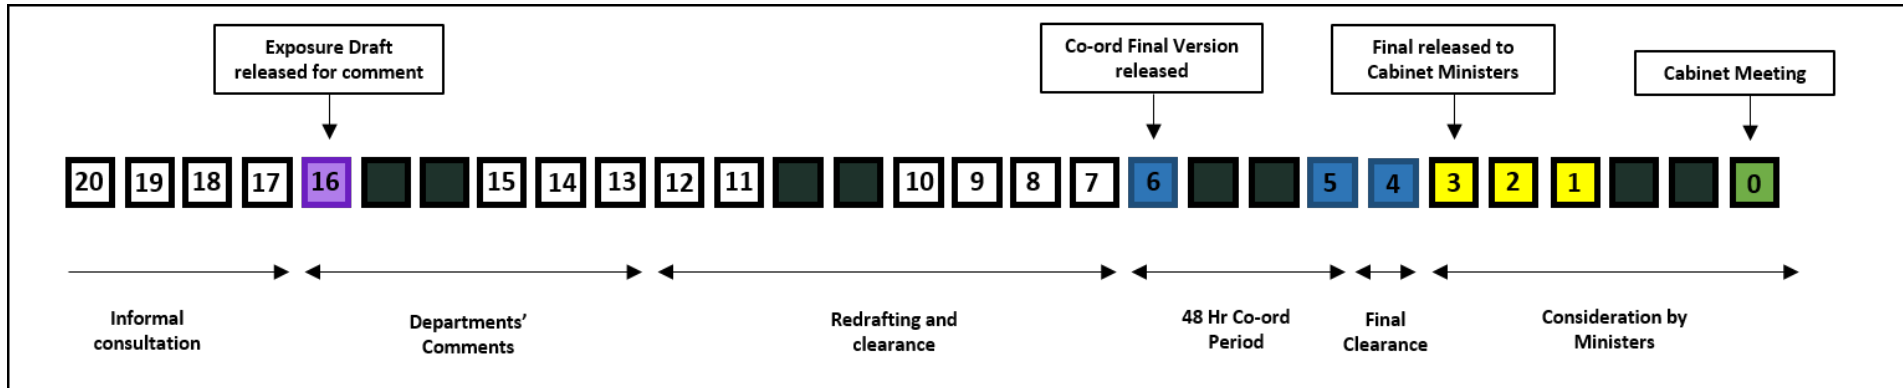 Exposure Draft
released for comment
Co-ord Final Version
released
Final released to
Cabinet Ministers
Cabinet Meeting
20 19 18 17 16 15 14 13 12 11 10 9 8 7 6 5 4 3 2 1 0
Informal
consultation
Departments’
Comments
Redrafting and
clearance
48 Hr Co-ord
Period
Final
Clearance
Consideration by
Ministers